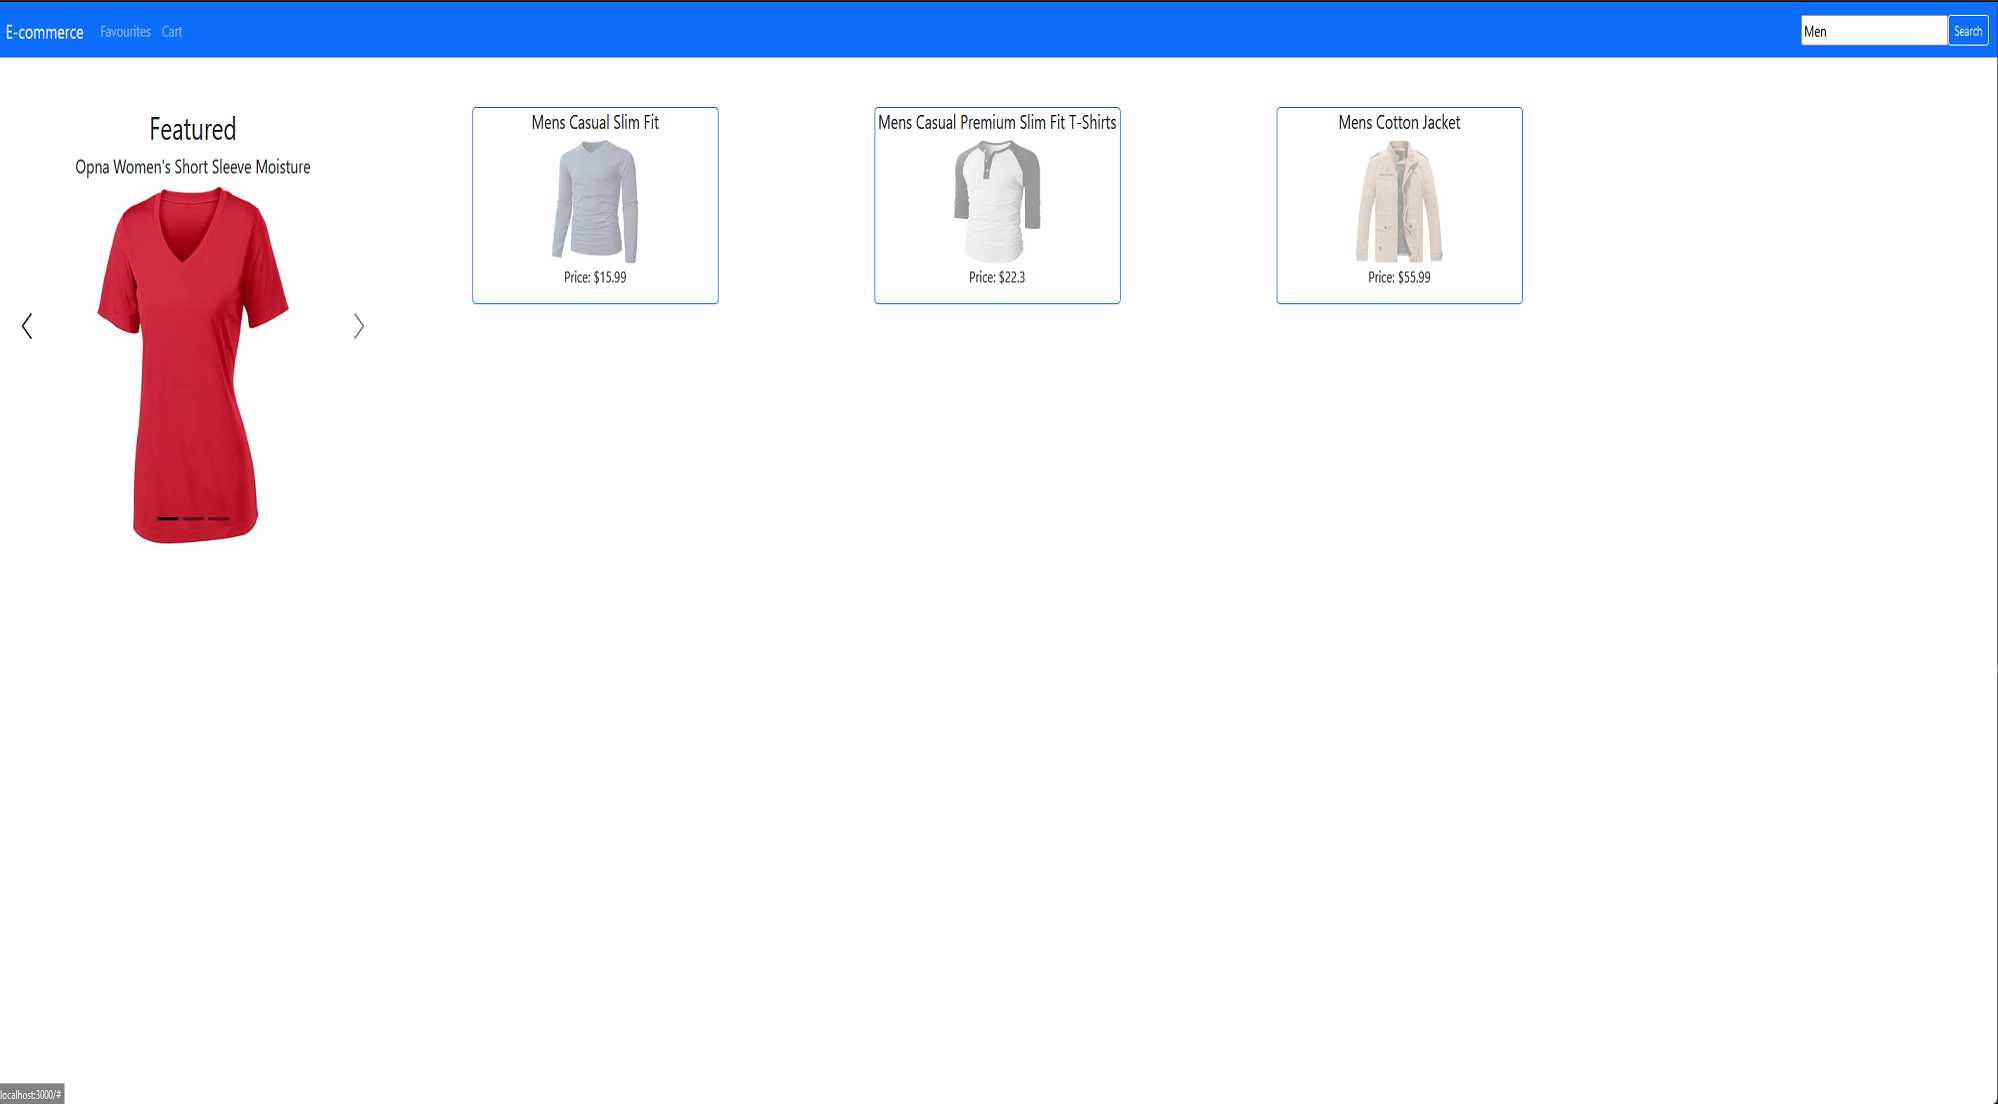 E-commerce Favourites Cart Men Search
Featured
Opna Women's Short Sleeve Moisture
Mens Casual Slim Fit
Price: $15.99
Mens Casual Premium Slim Fit T-Shirts
Price: $22.3
Mens Cotton Jacket
Price: $55.99
localhost:3000/#